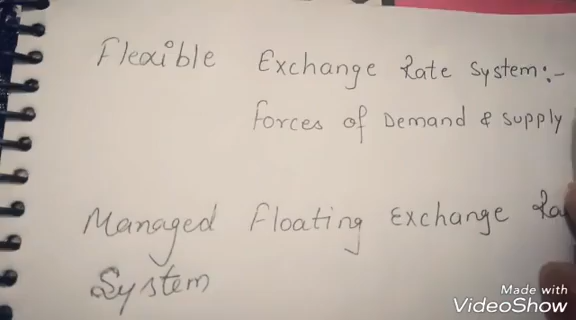 Flexible Exchange Rate System:-
Forces of Demand & Supply
Managed Floating Exchange
System
Made with
VideoShow